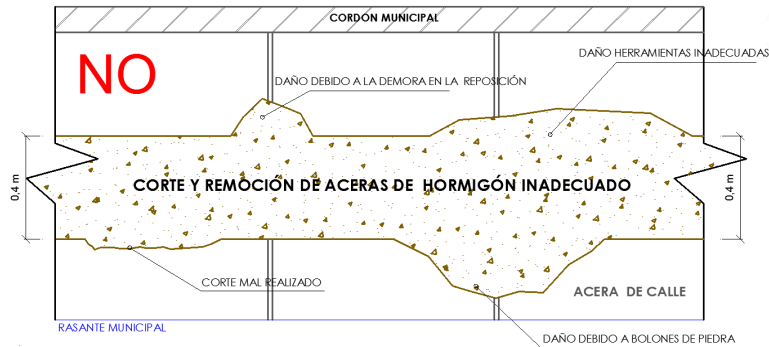 CORDON MUNICIPAL
NO
DAÑO HERRAMIENTAS INADECUADAS
DAÑO DEBIDO A LA DEMORA EN LA REPOSICIÓN
0,4 m
CORTE Y REMOCIÓN DE ACERAS DE HORMIGÓN INADECUADO
0,4 m
CORTE MAL REALIZADO
ACERA DE CALLE
RASANTE MUNICIPAL
DAÑO DEBIDO A BOLONES DE PIEDRA